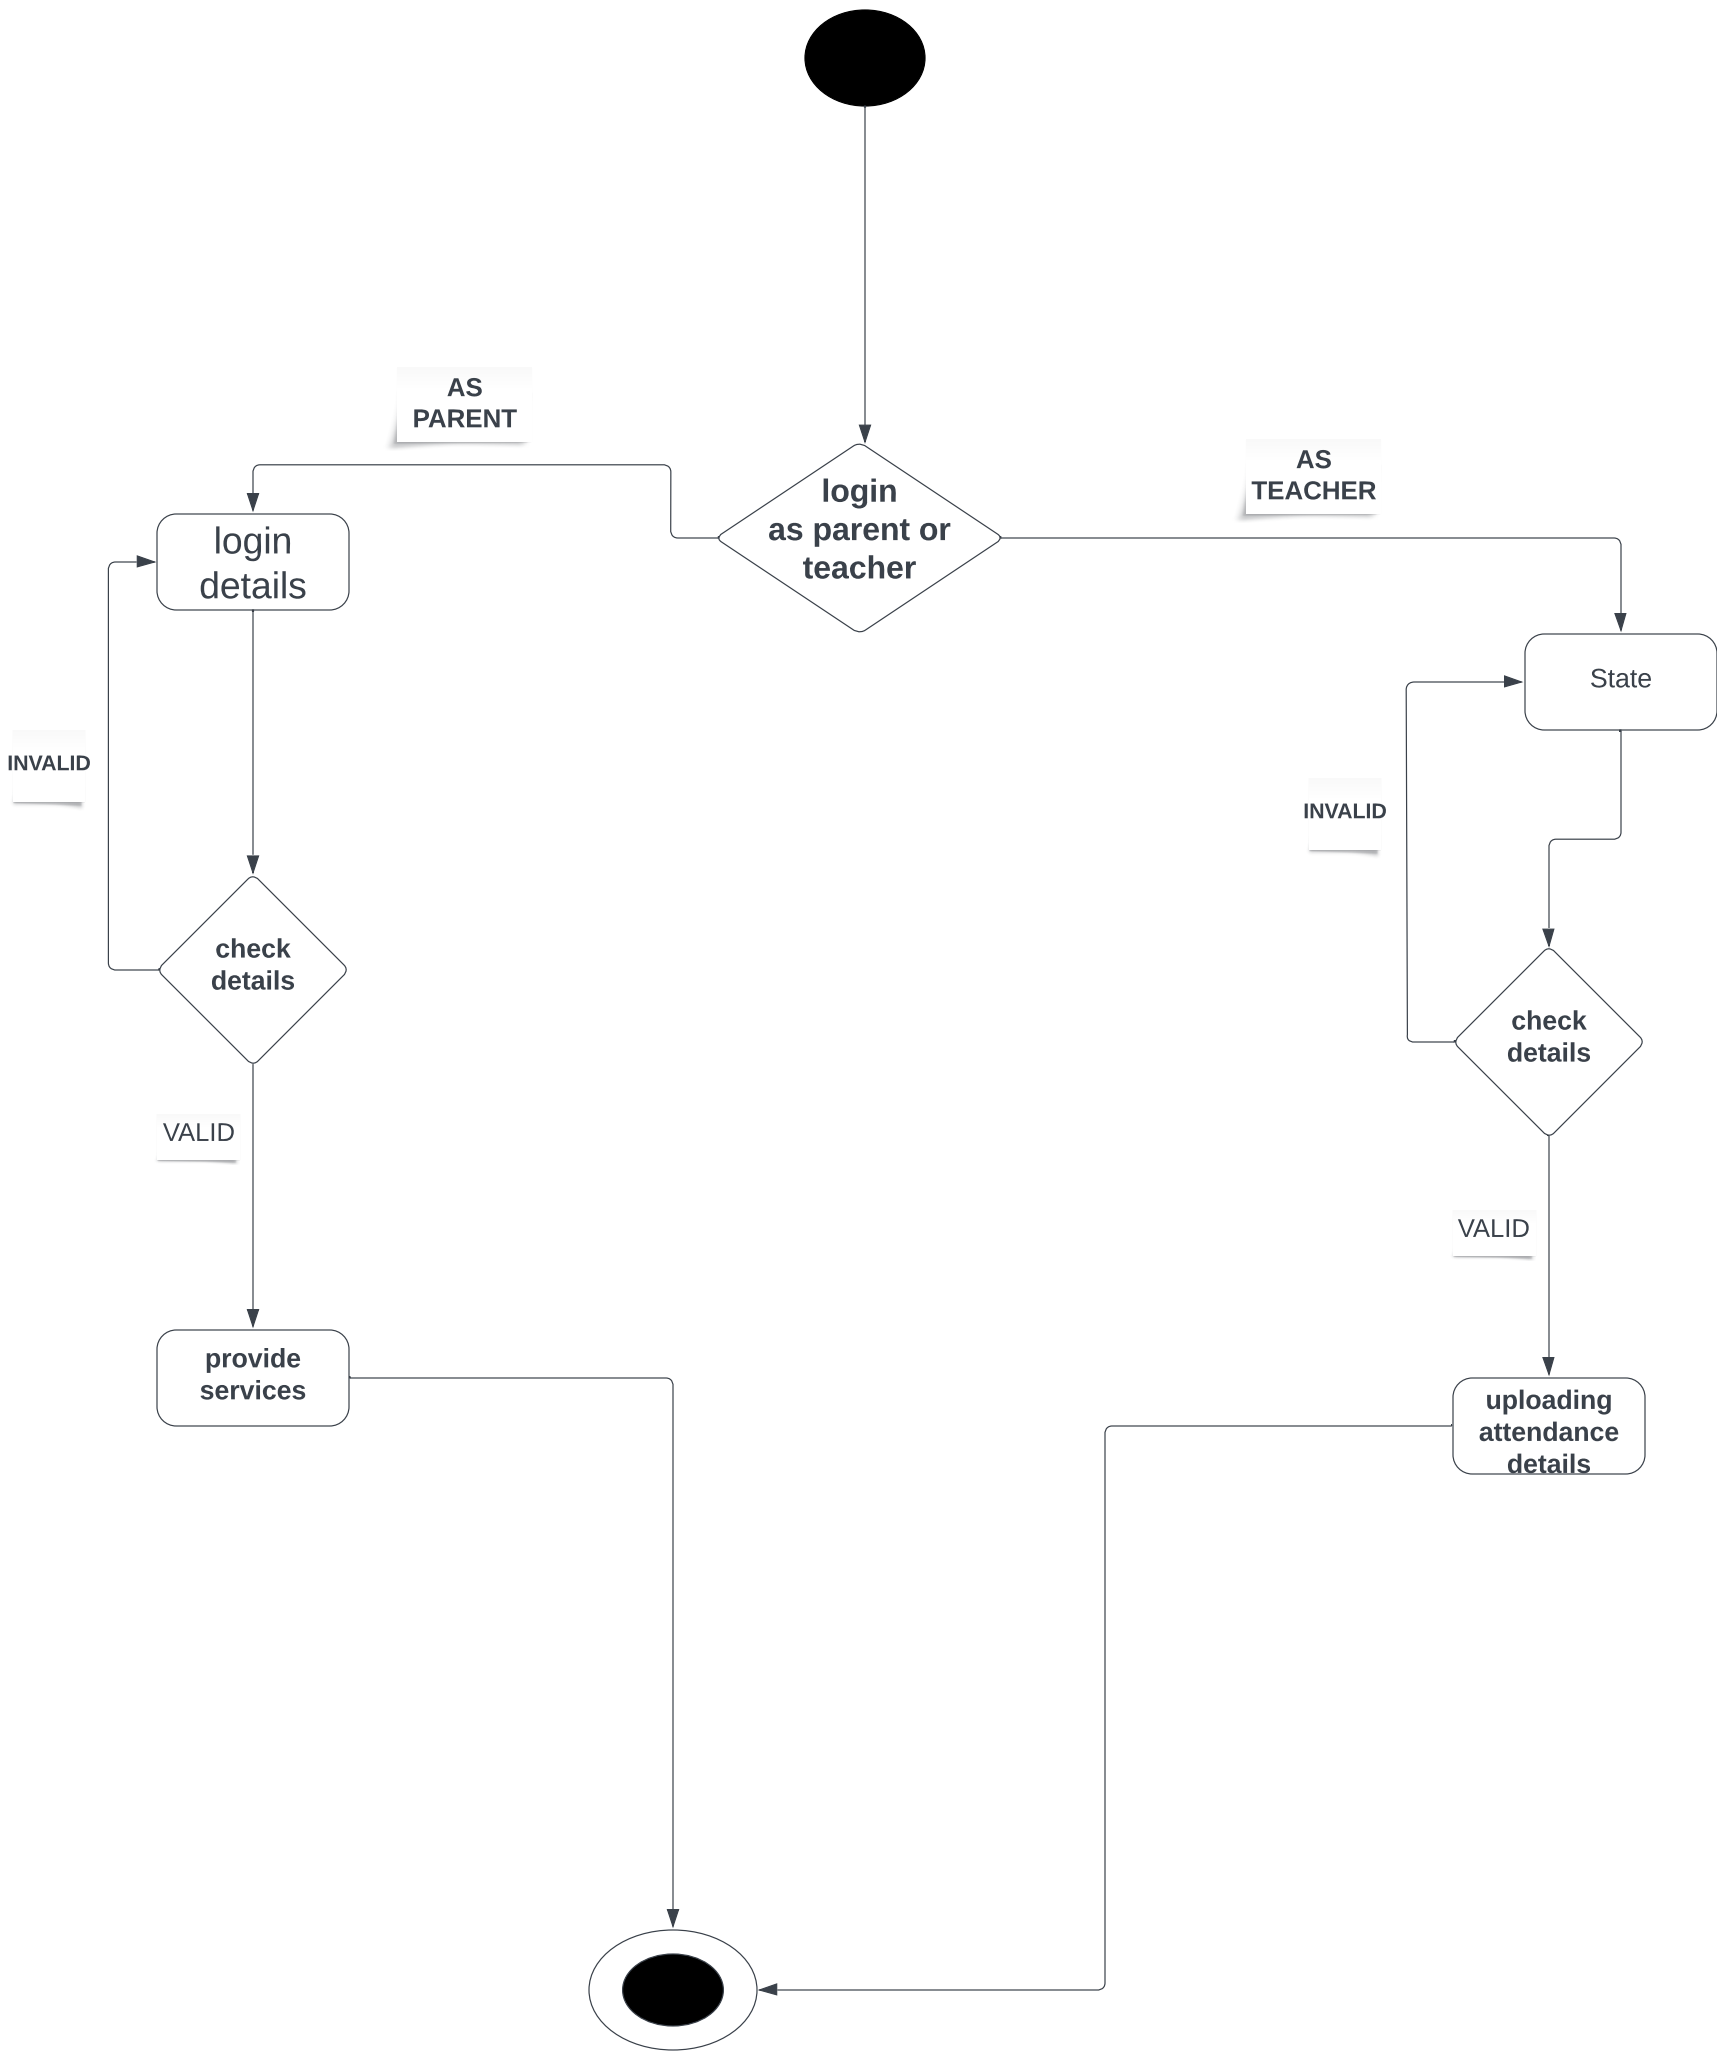 AS
PARENT
AS
TEACHER
login
as parent or
teacher
login
details
State
INVALID
INVALID
check
details
check
details
VALID
VALID
provide
services
uploading
attendance
details